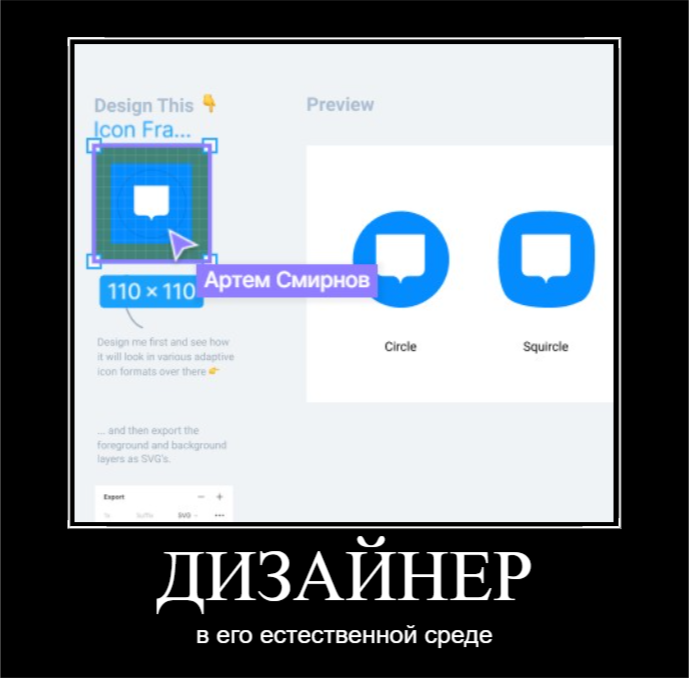 Design This 👇
Icon Fra...
110 × 110
Артем Смирнов
Design me first and see how
it will look in various adaptive
icon formats over there 👉
... and then export the
foreground and background
layers as SVG's.
Export
1x Suffix SVG
Preview
Circle
Squircle
ДИЗАЙНЕР
в его естественной среде